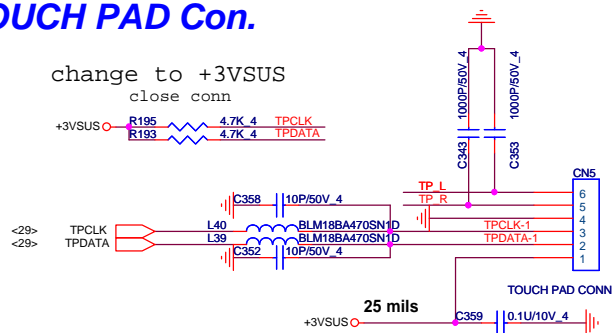 OUCH PAD Con.
change to +3VSUS
close conn
+3VSUS
R195 4.7K_4 TPCLK
R193 4.7K_4 TPDATA
1000P/50V_4
1000P/50V_4
C343
C353
CN5
TP_L 6
TP_R 5
4
C358 10P/50V_4
<29> TPCLK L40 BLM18BA470SN1D TPCLK-1 3
<29> TPDATA L39 BLM18BA470SN1D TPDATA-1 2
C352 10P/50V_4
1
TOUCH PAD CONN
25 mils
+3VSUS
C359 0.1U/10V_4